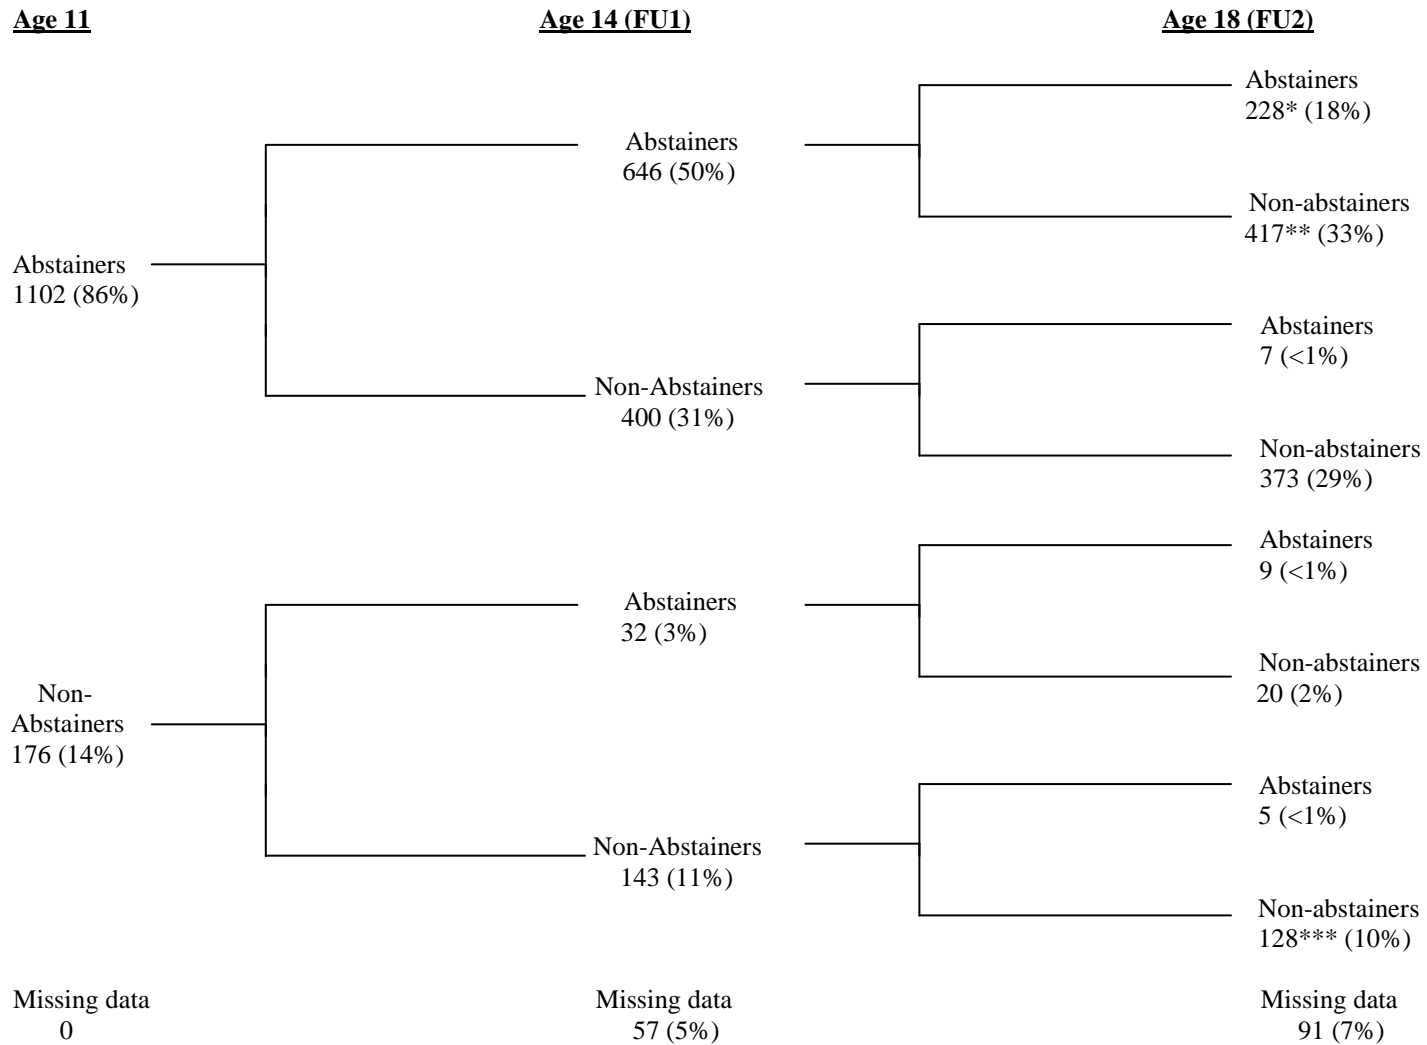 Age 11
Age 14 (FU1)
Age 18 (FU2)
Abstainers
1102 (86%)
Abstainers
646 (50%)
Abstainers
228* (18%)
Non-abstainers
417** (33%)
Non-Abstainers
400 (31%)
Abstainers
7 (<1%)
Non-abstainers
373 (29%)
Non-
Abstainers
176 (14%)
Abstainers
32 (3%)
Abstainers
9 (<1%)
Non-abstainers
20 (2%)
Non-Abstainers
143 (11%)
Abstainers
5 (<1%)
Non-abstainers
128*** (10%)
Missing data
0
Missing data
57 (5%)
Missing data
91 (7%)